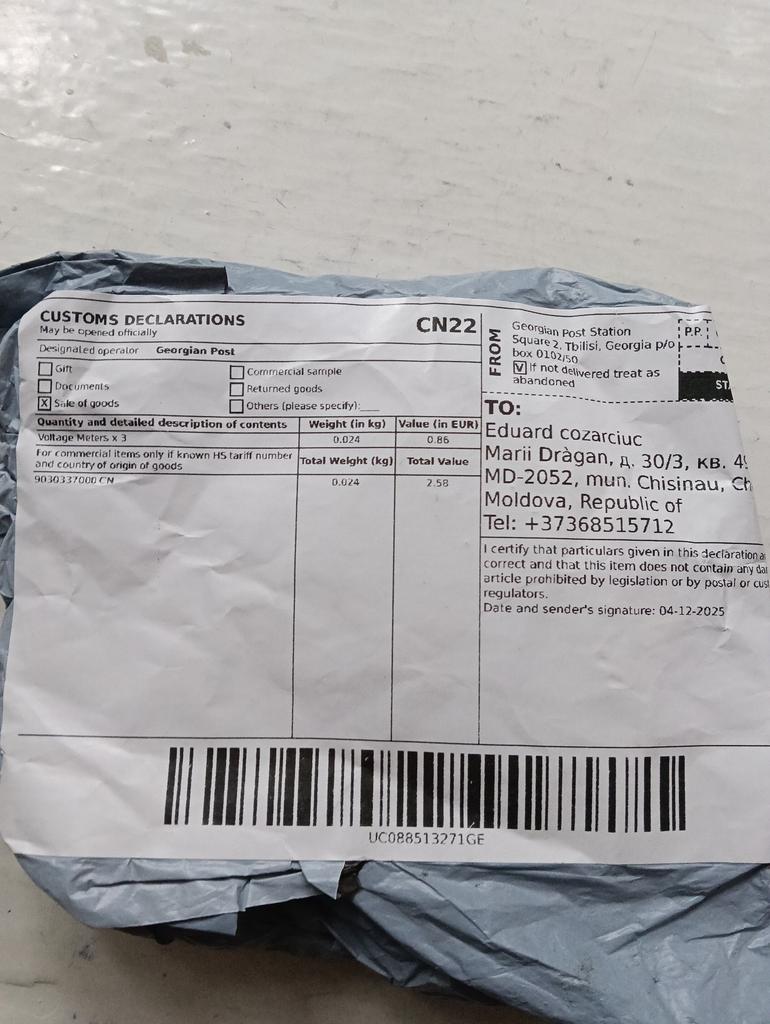 CUSTOMS DECLARATIONS
May be opened officially
CN22
Designated operator Georgian Post
Gift
Commercial sample
Documents
Returned goods
X Sale of goods
Others (please specify):___
Quantity and detailed description of contents Weight (in kg) Value (in EUR)
Voltage Meters x 3 0.024 0.86
For commercial items only if known HS tariff number
and country of origin of goods
Total Weight (kg) Total Value
9030337000 CN 0.024 2.58
FROM
Georgian Post Station
Square 2, Tbilisi, Georgia p/o
box 0102/50
V If not delivered treat as
abandoned
P.P.
TO:
Eduard cozarciuc
Marii Dràgan, д. 30/3, кв.
MD-2052, mun. Chisinau,
Moldova, Republic of
Tel: +37368515712
I certify that particulars given in this declaration
correct and that this item does not contain any
article prohibited by legislation or by postal or
regulators.
Date and sender's signature: 04-12-2025
UC088513271GE